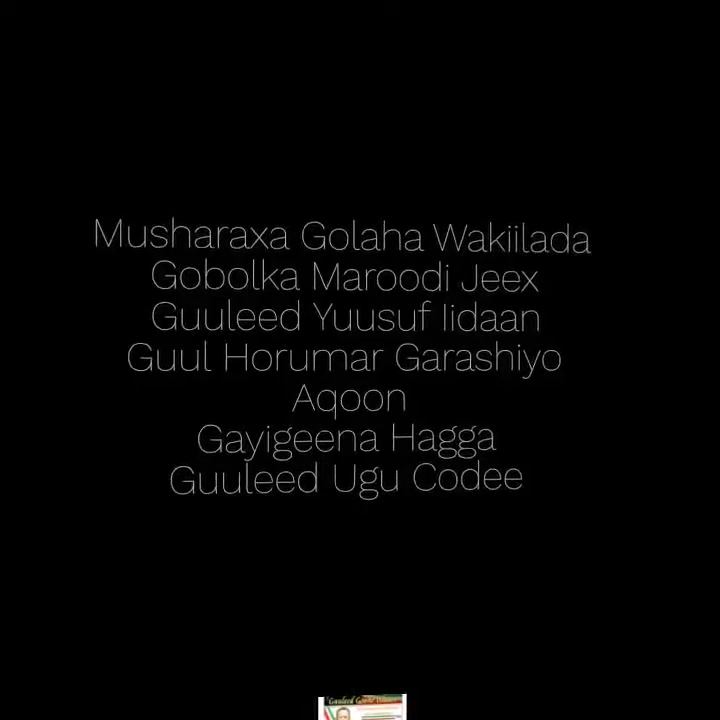 Musharaxa Golaha Wakiilada
Gobolka Maroodi Jeex
Guuleed Yuusuf Iidaan
Guul Horumar Garashiyo
Aqoon
Gayigeena Hagga
Guuleed Ugu Codee